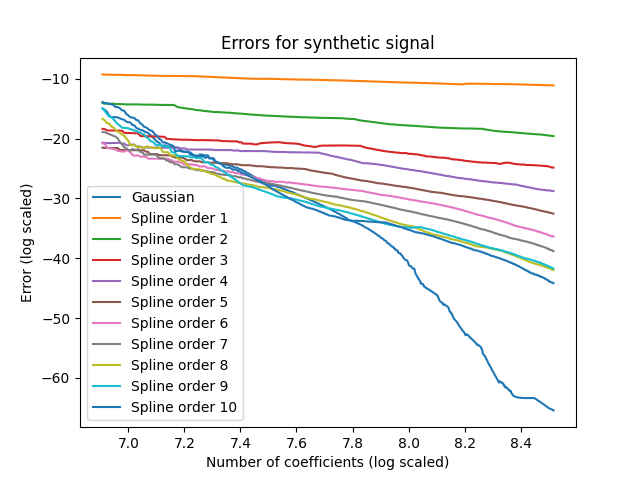 Errors for synthetic signal
Error (log scaled)
−10
−20
−30
−40
−50
−60
Gaussian
Spline order 1
Spline order 2
Spline order 3
Spline order 4
Spline order 5
Spline order 6
Spline order 7
Spline order 8
Spline order 9
Spline order 10
7.0 7.2 7.4 7.6 7.8 8.0 8.2 8.4
Number of coefficients (log scaled)